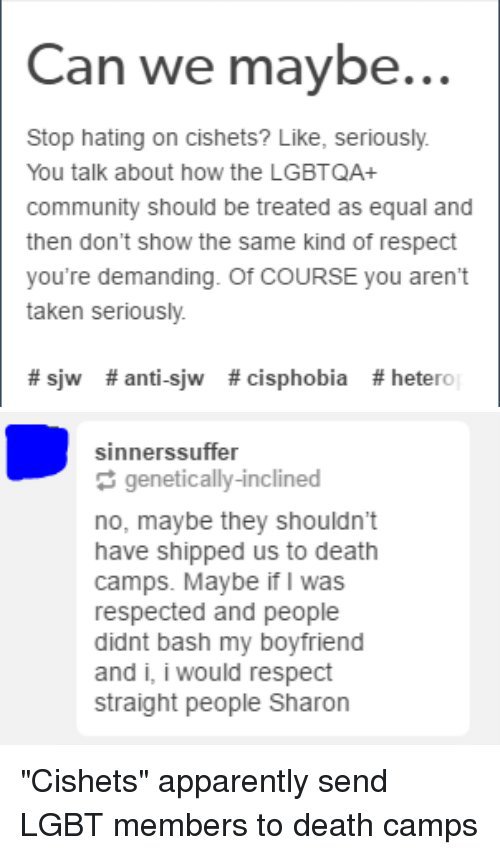 Can we maybe...
Stop hating on cishets? Like, seriously.
You talk about how the LGBTQA+
community should be treated as equal and
then don't show the same kind of respect
you're demanding. Of COURSE you aren't
taken seriously.
# sjw # anti-sjw # cisphobia # hetero
sinnerssuffer
genetically-inclined
no, maybe they shouldn't
have shipped us to death
camps. Maybe if I was
respected and people
didnt bash my boyfriend
and i, i would respect
straight people Sharon
"Cishets" apparently send
LGBT members to death camps